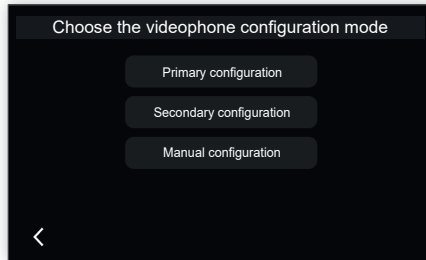 Choose the videophone configuration mode
Primary configuration
Secondary configuration
Manual configuration